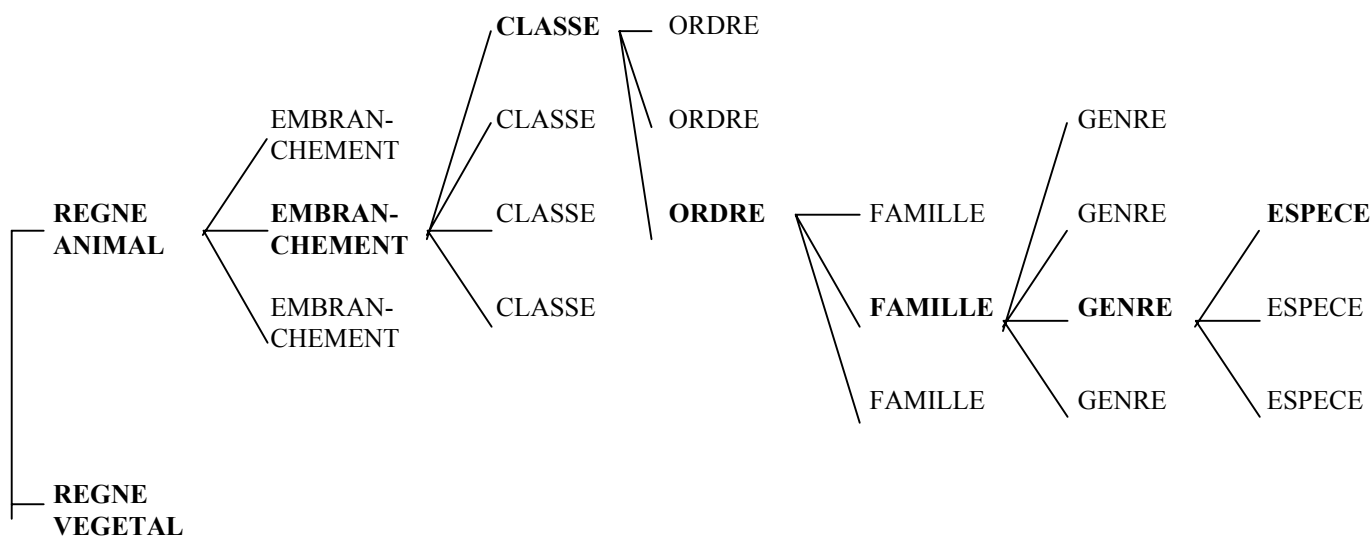 CLASSE ORDRE
EMBRAN-
CHEMENT
CLASSE ORDRE GENRE
REGNE
ANIMAL
EMBRAN-
CHEMENT
CLASSE ORDRE FAMILLE GENRE ESPECE
EMBRAN-
CHEMENT
CLASSE FAMILLE GENRE ESPECE
FAMILLE GENRE ESPECE
REGNE
VEGETAL